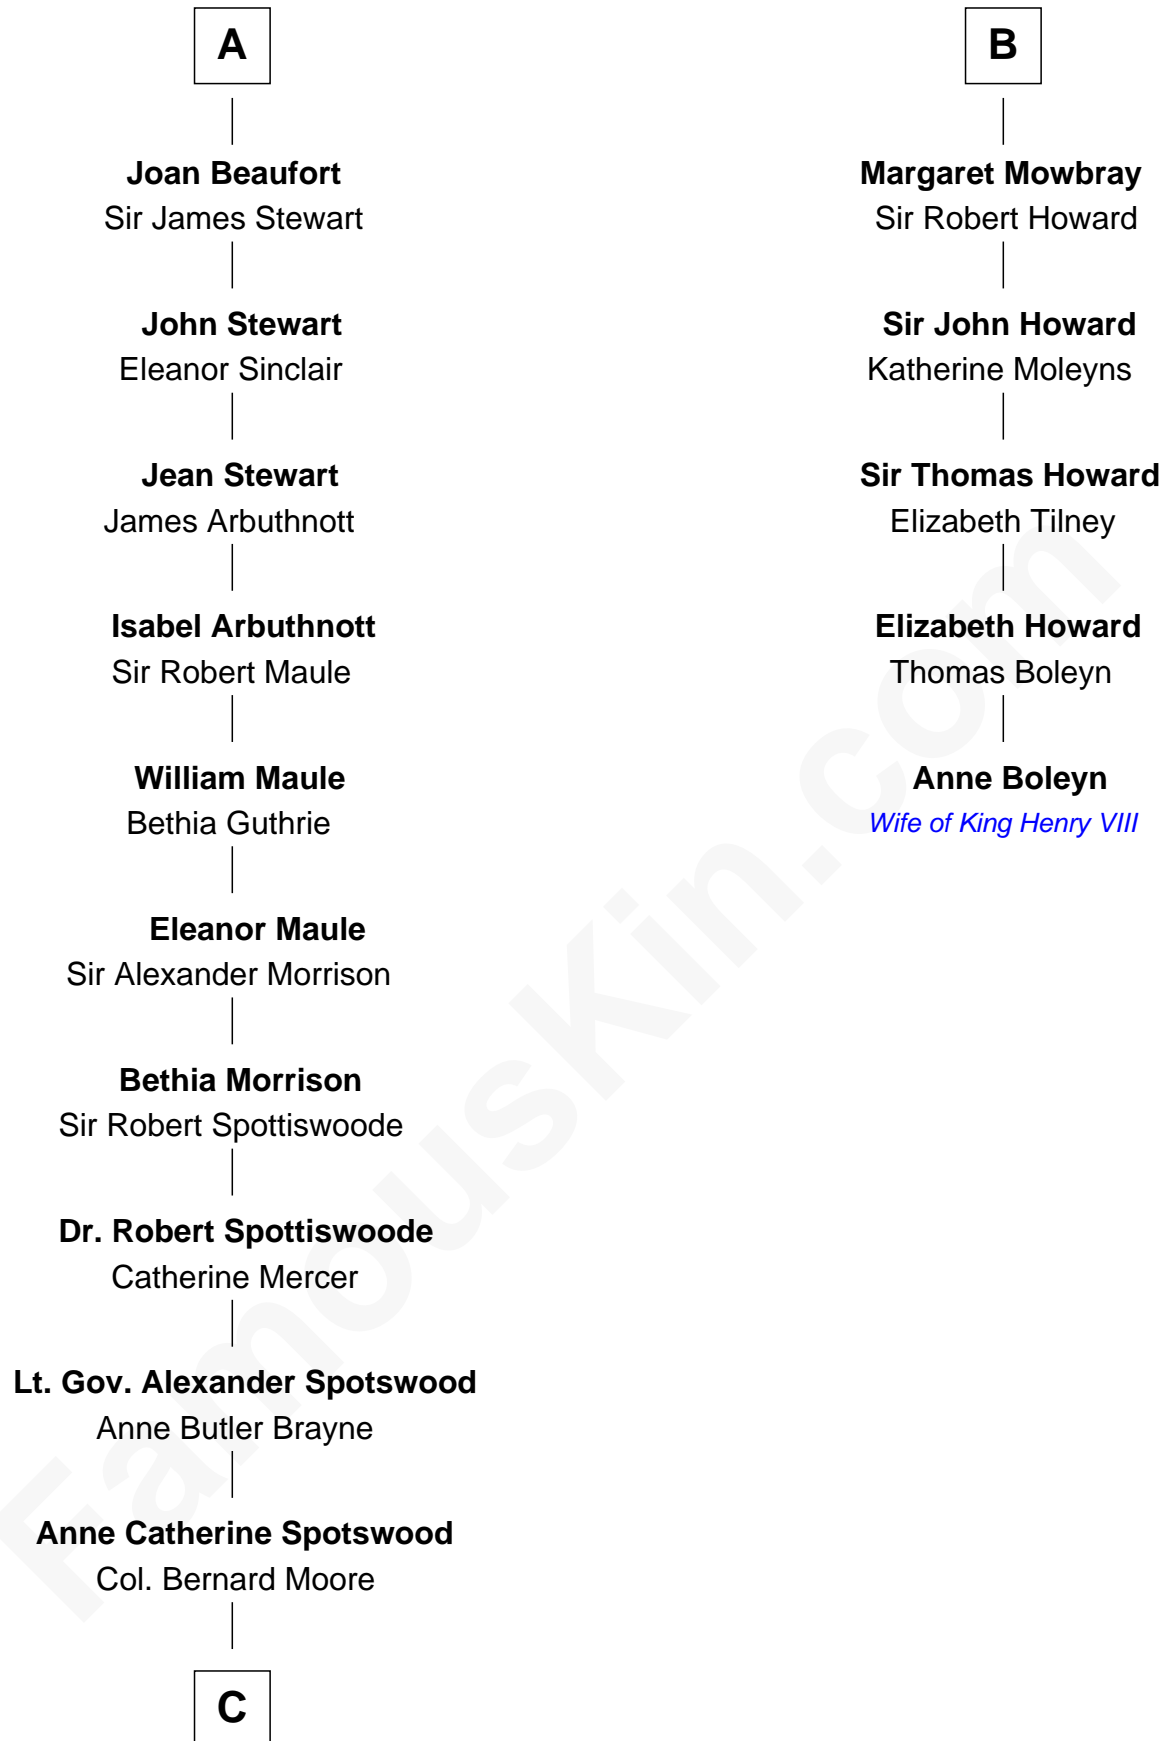 A
Joan Beaufort
Sir James Stewart
John Stewart
Eleanor Sinclair
Jean Stewart
James Arbuthnott
Isabel Arbuthnott
Sir Robert Maule
William Maule
Bethia Guthrie
Eleanor Maule
Sir Alexander Morrison
Bethia Morrison
Sir Robert Spottiswoode
Dr. Robert Spottiswoode
Catherine Mercer
Lt. Gov. Alexander Spotswood
Anne Butler Brayne
Anne Catherine Spotswood
Col. Bernard Moore
C
B
Margaret Mowbray
Sir Robert Howard
Sir John Howard
Katherine Moleyns
Sir Thomas Howard
Elizabeth Tilney
Elizabeth Howard
Thomas Boleyn
Anne Boleyn
Wife of King Henry VIII
FamousKin.com